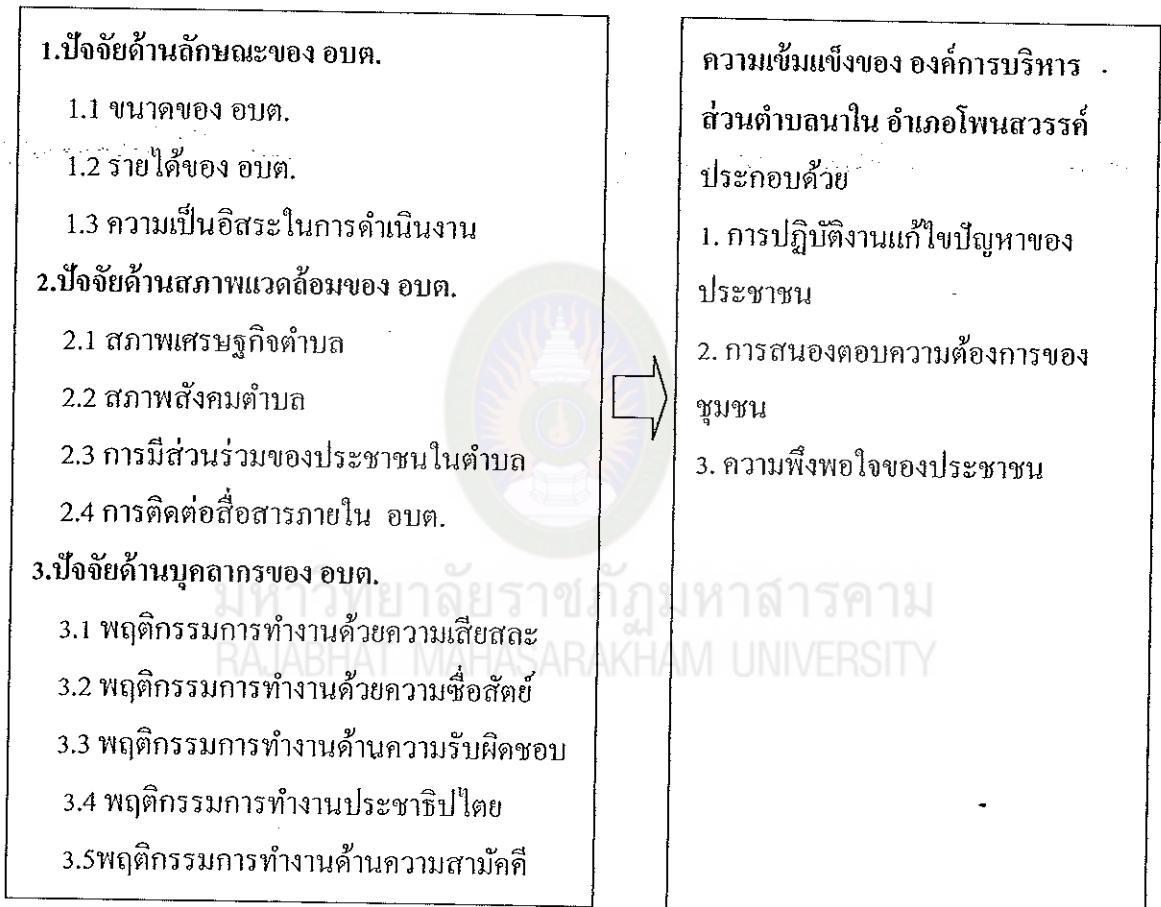 1.ปัจจัยด้านลักษณะของ อบต.
1.1 ขนาดของ อบต.
1.2 รายได้ของ อบต.
1.3 ความเป็นอิสระในการดำเนินงาน
2.ปัจจัยด้านสภาพแวดล้อมของ อบต.
2.1 สภาพเศรษฐกิจตำบล
2.2 สภาพสังคมตำบล
2.3 การมีส่วนร่วมของประชาชนในตำบล
2.4 การติดต่อสื่อสารภายใน อบต.
3.ปัจจัยด้านบุคลากรของ อบต.
3.1 พฤติกรรมการทำงานด้วยความเสียสละ
3.2 พฤติกรรมการทำงานด้วยความซื่อสัตย์
3.3 พฤติกรรมการทำงานด้านความรับผิดชอบ
3.4 พฤติกรรมการทำงานประชาธิปไตย
3.5พฤติกรรมการทำงานด้านความสามัคคี
ความเข้มแข็งของ องค์การบริหาร
ส่วนตำบลนาใน อำเภอโพนสวรรค์
ประกอบด้วย
1. การปฏิบัติงานแก้ไขปัญหาของ
ประชาชน
2. การสนองตอบความต้องการของ
ชุมชน
3. ความพึงพอใจของประชาชน
มหาวิทยาลัยราชภัฏมหาสารคาม
RAJABHAT MAHASARAKHAM UNIVERSITY